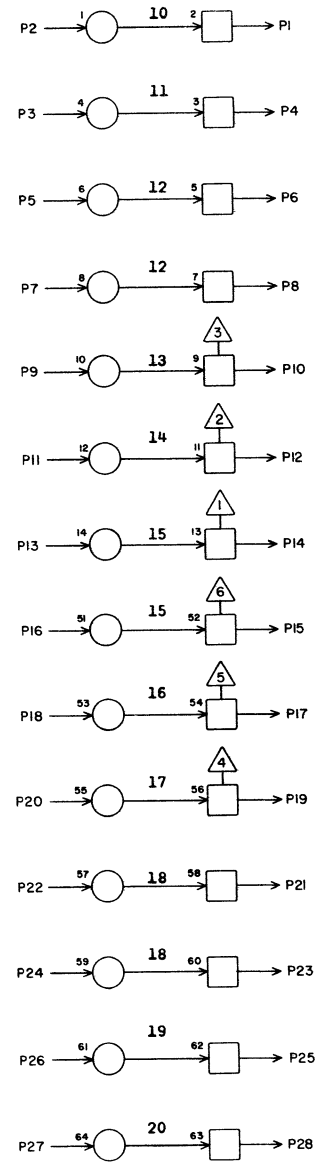 P2 1 10 2 P1
P3 4 11 3 P4
P5 6 12 5 P6
P7 8 12 7 P8
3
P9 10 13 9 P10
2
P11 12 14 11 P12
1
P13 14 15 13 P14
6
P16 51 15 52 P15
5
P18 53 16 54 P17
4
P20 55 17 56 P19
P22 57 18 58 P21
P24 59 18 60 P23
P26 61 19 62 P25
P27 64 20 63 P28